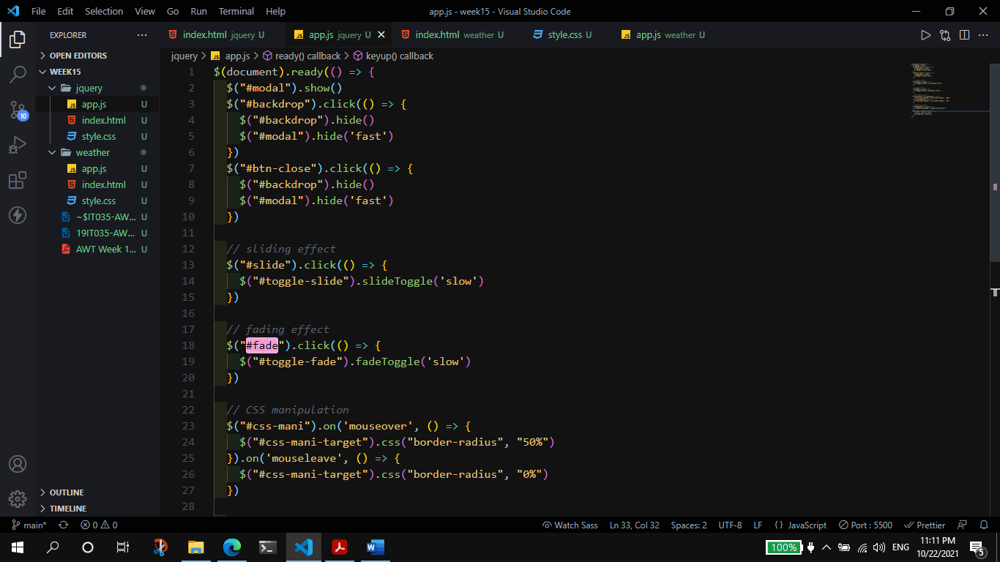 File Edit Selection View Go Run Terminal Help app.js - week15 - Visual Studio Code
EXPLORER
index.html jquery U app.js jquery U index.html weather U style.css U app.js weather U
OPEN EDITORS
WEEK15
jquery
app.js U
index.html U
style.css U
weather
app.js U
index.html U
style.css U
~$IT035-AW... U
19IT035-AW... U
AWT Week 1... U
OUTLINE
TIMELINE
10
jquery > app.js > ready() callback > keyup() callback
1 $(document).ready(() => {
2 $("#modal").show()
3 $("#backdrop").click(() => {
4 $("#backdrop").hide()
5 $("#modal").hide('fast')
6 })
7 $("#btn-close").click(() => {
8 $("#backdrop").hide()
9 $("#modal").hide('fast')
10 })
11
12 // sliding effect
13 $("#slide").click(() => {
14 $("#toggle-slide").slideToggle('slow')
15 })
16
17 // fading effect
18 $("#fade").click(() => {
19 $("#toggle-fade").fadeToggle('slow')
20 })
21
22 // CSS manipulation
23 $("#css-mani").on('mouseover', () => {
24 $("#css-mani-target").css("border-radius", "50%")
25 }).on('mouseleave', () => {
26 $("#css-mani-target").css("border-radius", "0%")
27 })
28
main* 0 0 Watch Sass Ln 33, Col 32 Spaces: 2 UTF-8 LF {} JavaScript Port : 5500 Prettier
100% ENG 11:11 PM
10/22/2021 5